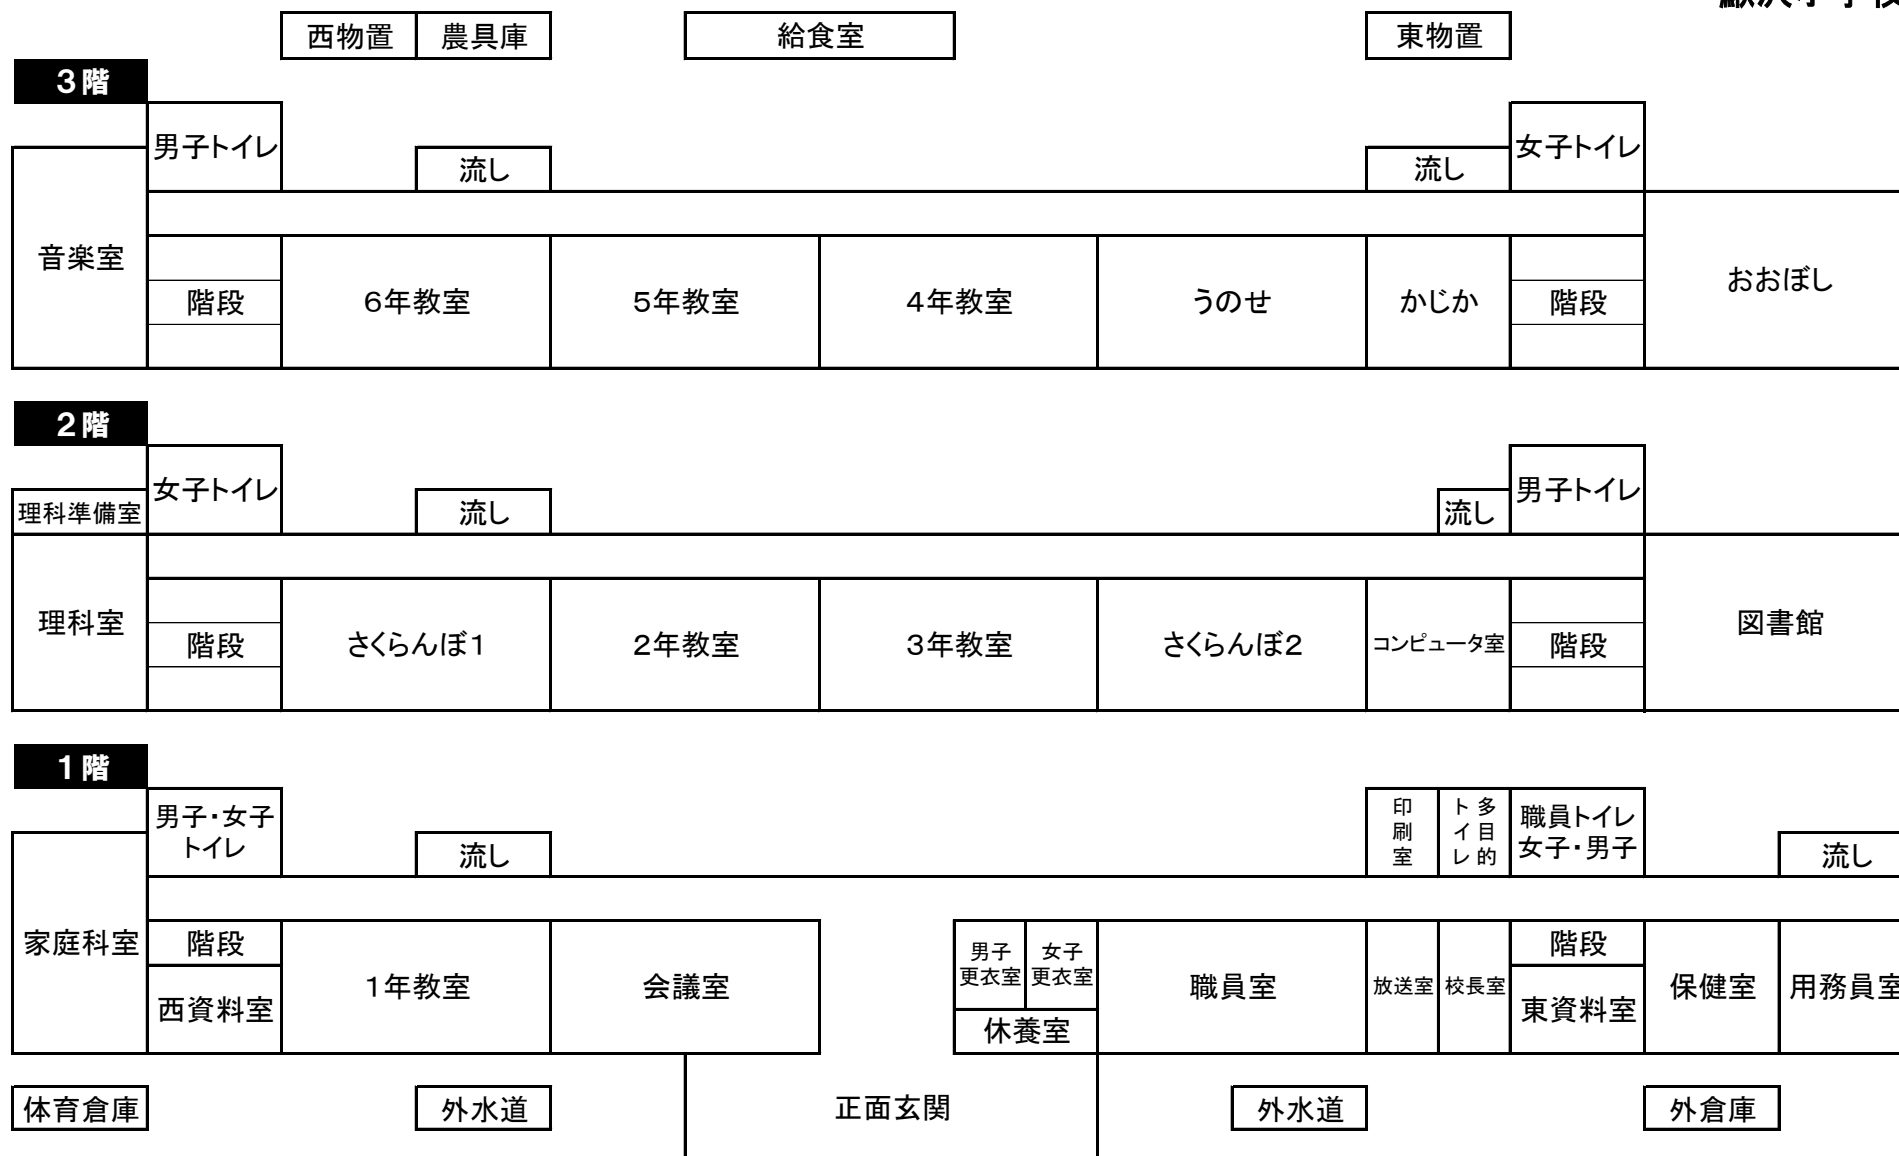 西物置 農具庫 給食室 東物置
3階
男子トイレ 女子トイレ
流し 流し
音楽室 おおぼし
階段 6年教室 5年教室 4年教室 うのせ かじか 階段
2階
女子トイレ 男子トイレ
理科準備室 流し 流し
理科室 図書館
階段 さくらんぼ1 2年教室 3年教室 さくらんぼ2 コンピュータ室 階段
1階
男子・女子
トイレ
流し
印刷室
多目的
トイレ
職員トイレ
女子・男子
流し
家庭科室
階段
西資料室
1年教室
会議室
男子
更衣室
女子
更衣室
休養室
職員室
放送室
校長室
階段
東資料室
保健室
用務員室
体育倉庫 外水道 正面玄関 外水道 外倉庫